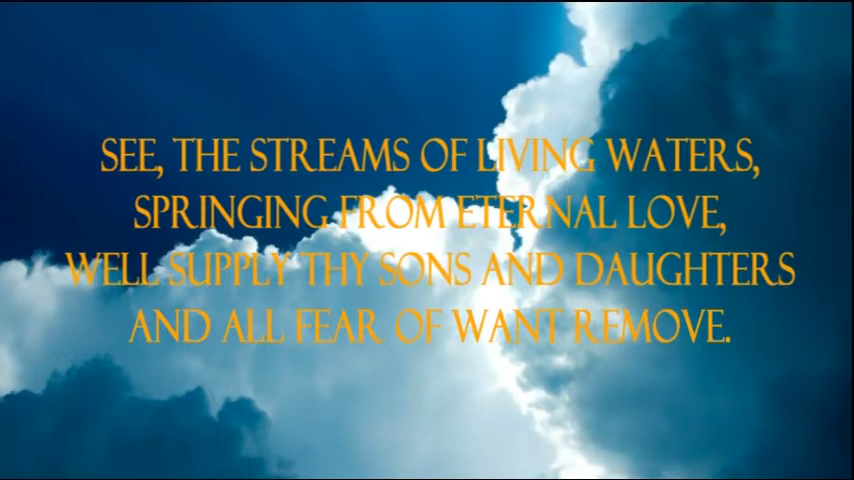 SEE, THE STREAMS OF LIVING WATERS,
SPRINGING FROM ETERNAL LOVE,
WELL SUPPLY THY SONS AND DAUGHTERS
AND ALL FEAR OF WANT REMOVE.